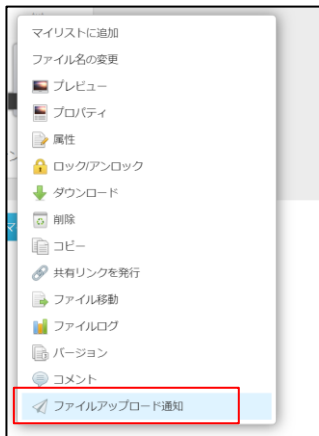 マイリストに追加
ファイル名の変更
プレビュー
プロパティ
属性
ロック/アンロック
ダウンロード
削除
コピー
共有リンクを発行
ファイル移動
ファイルログ
バージョン
コメント
ファイルアップロード通知